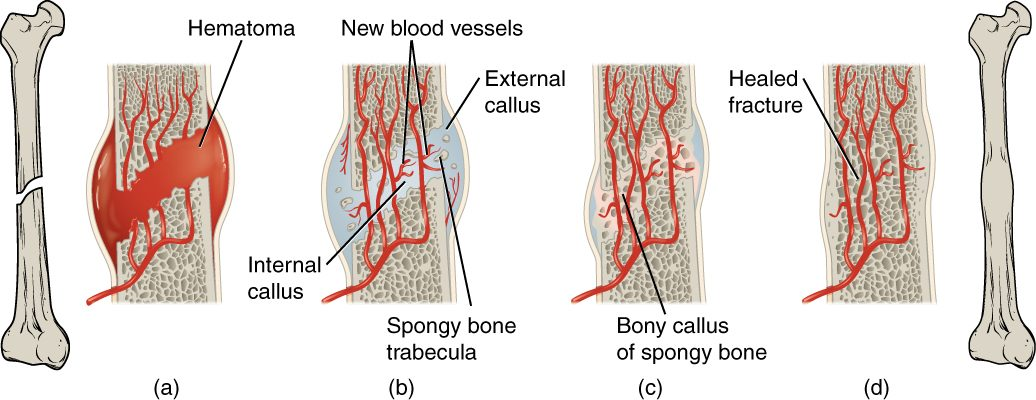 Hematoma
New blood vessels
External
callus
Healed
fracture
Internal
callus
Spongy bone
trabecula
Bony callus
of spongy bone
(a)
(b)
(c)
(d)